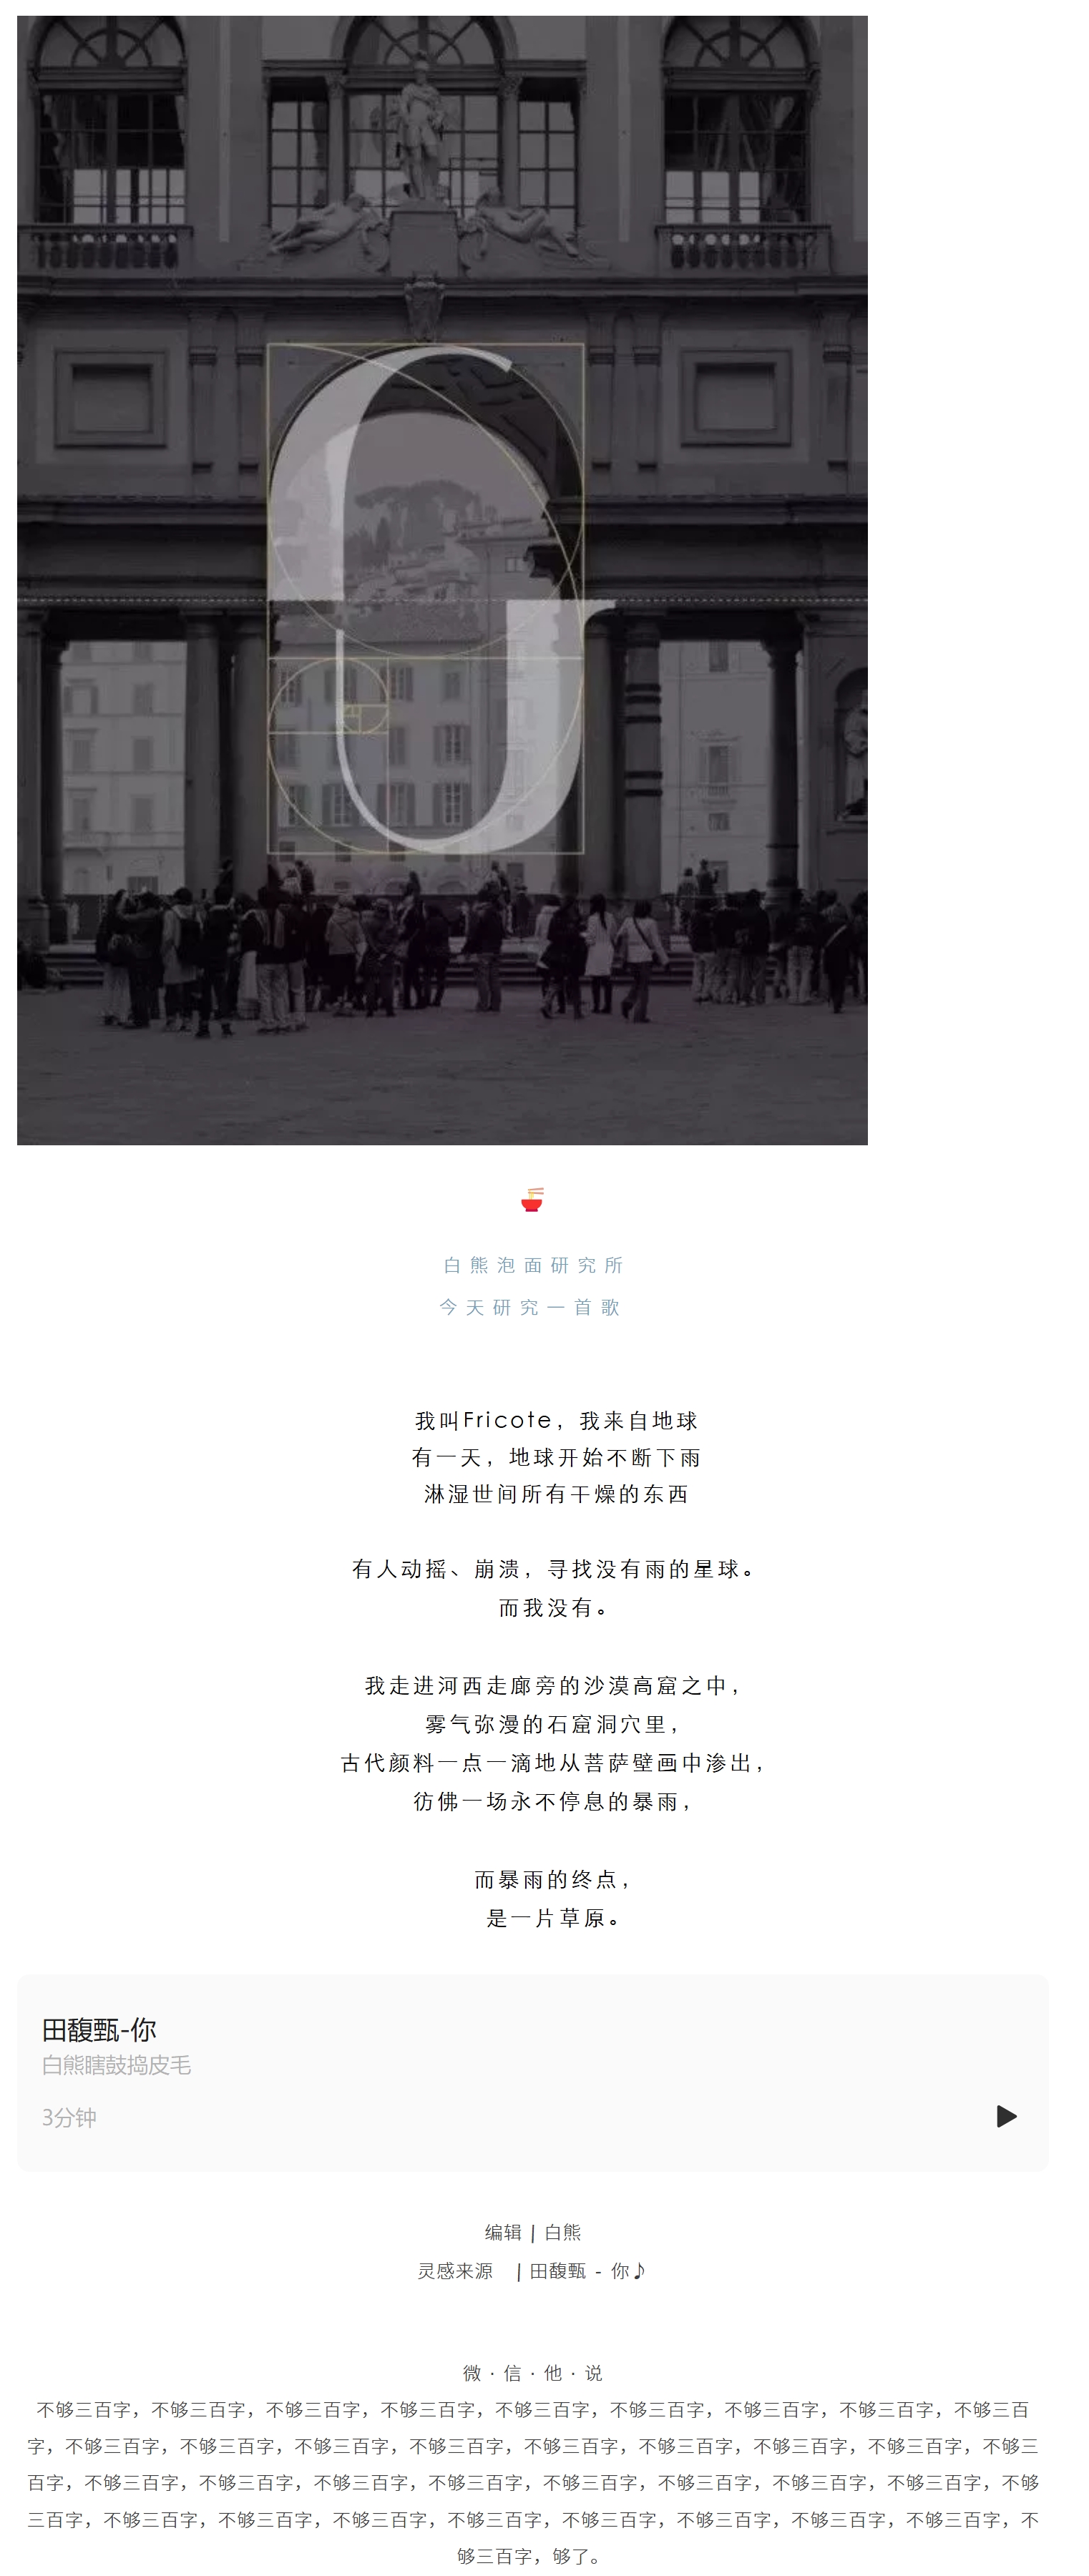 白熊泡面研究所
今天研究一首歌
我叫Fricote，我来自地球
有一天，地球开始不断下雨
淋湿世间所有干燥的东西
有人动摇、崩溃，寻找没有雨的星球。
而我没有。
我走进河西走廊旁的沙漠高窟之中，
雾气弥漫的石窟洞穴里，
古代颜料一点一滴地从菩萨壁画中渗出，
彷佛一场永不停息的暴雨，
而暴雨的终点，
是一片草原。
田馥甄-你
白熊瞎鼓捣皮毛
3分钟
编辑 | 白熊
灵感来源 | 田馥甄 - 你♪
微 · 信 · 他 · 说
不够三百字，不够三百字，不够三百字，不够三百字，不够三百字，不够三百字，不够三百字，不够三百字，不够三百
字，不够三百字，不够三百字，不够三百字，不够三百字，不够三百字，不够三百字，不够三百字，不够三百字，不够三
百字，不够三百字，不够三百字，不够三百字，不够三百字，不够三百字，不够三百字，不够三百字，不够三百字，不够
三百字，不够三百字，不够三百字，不够三百字，不够三百字，不够三百字，不够三百字，不够三百字，不够三百字，不
够三百字，够了。